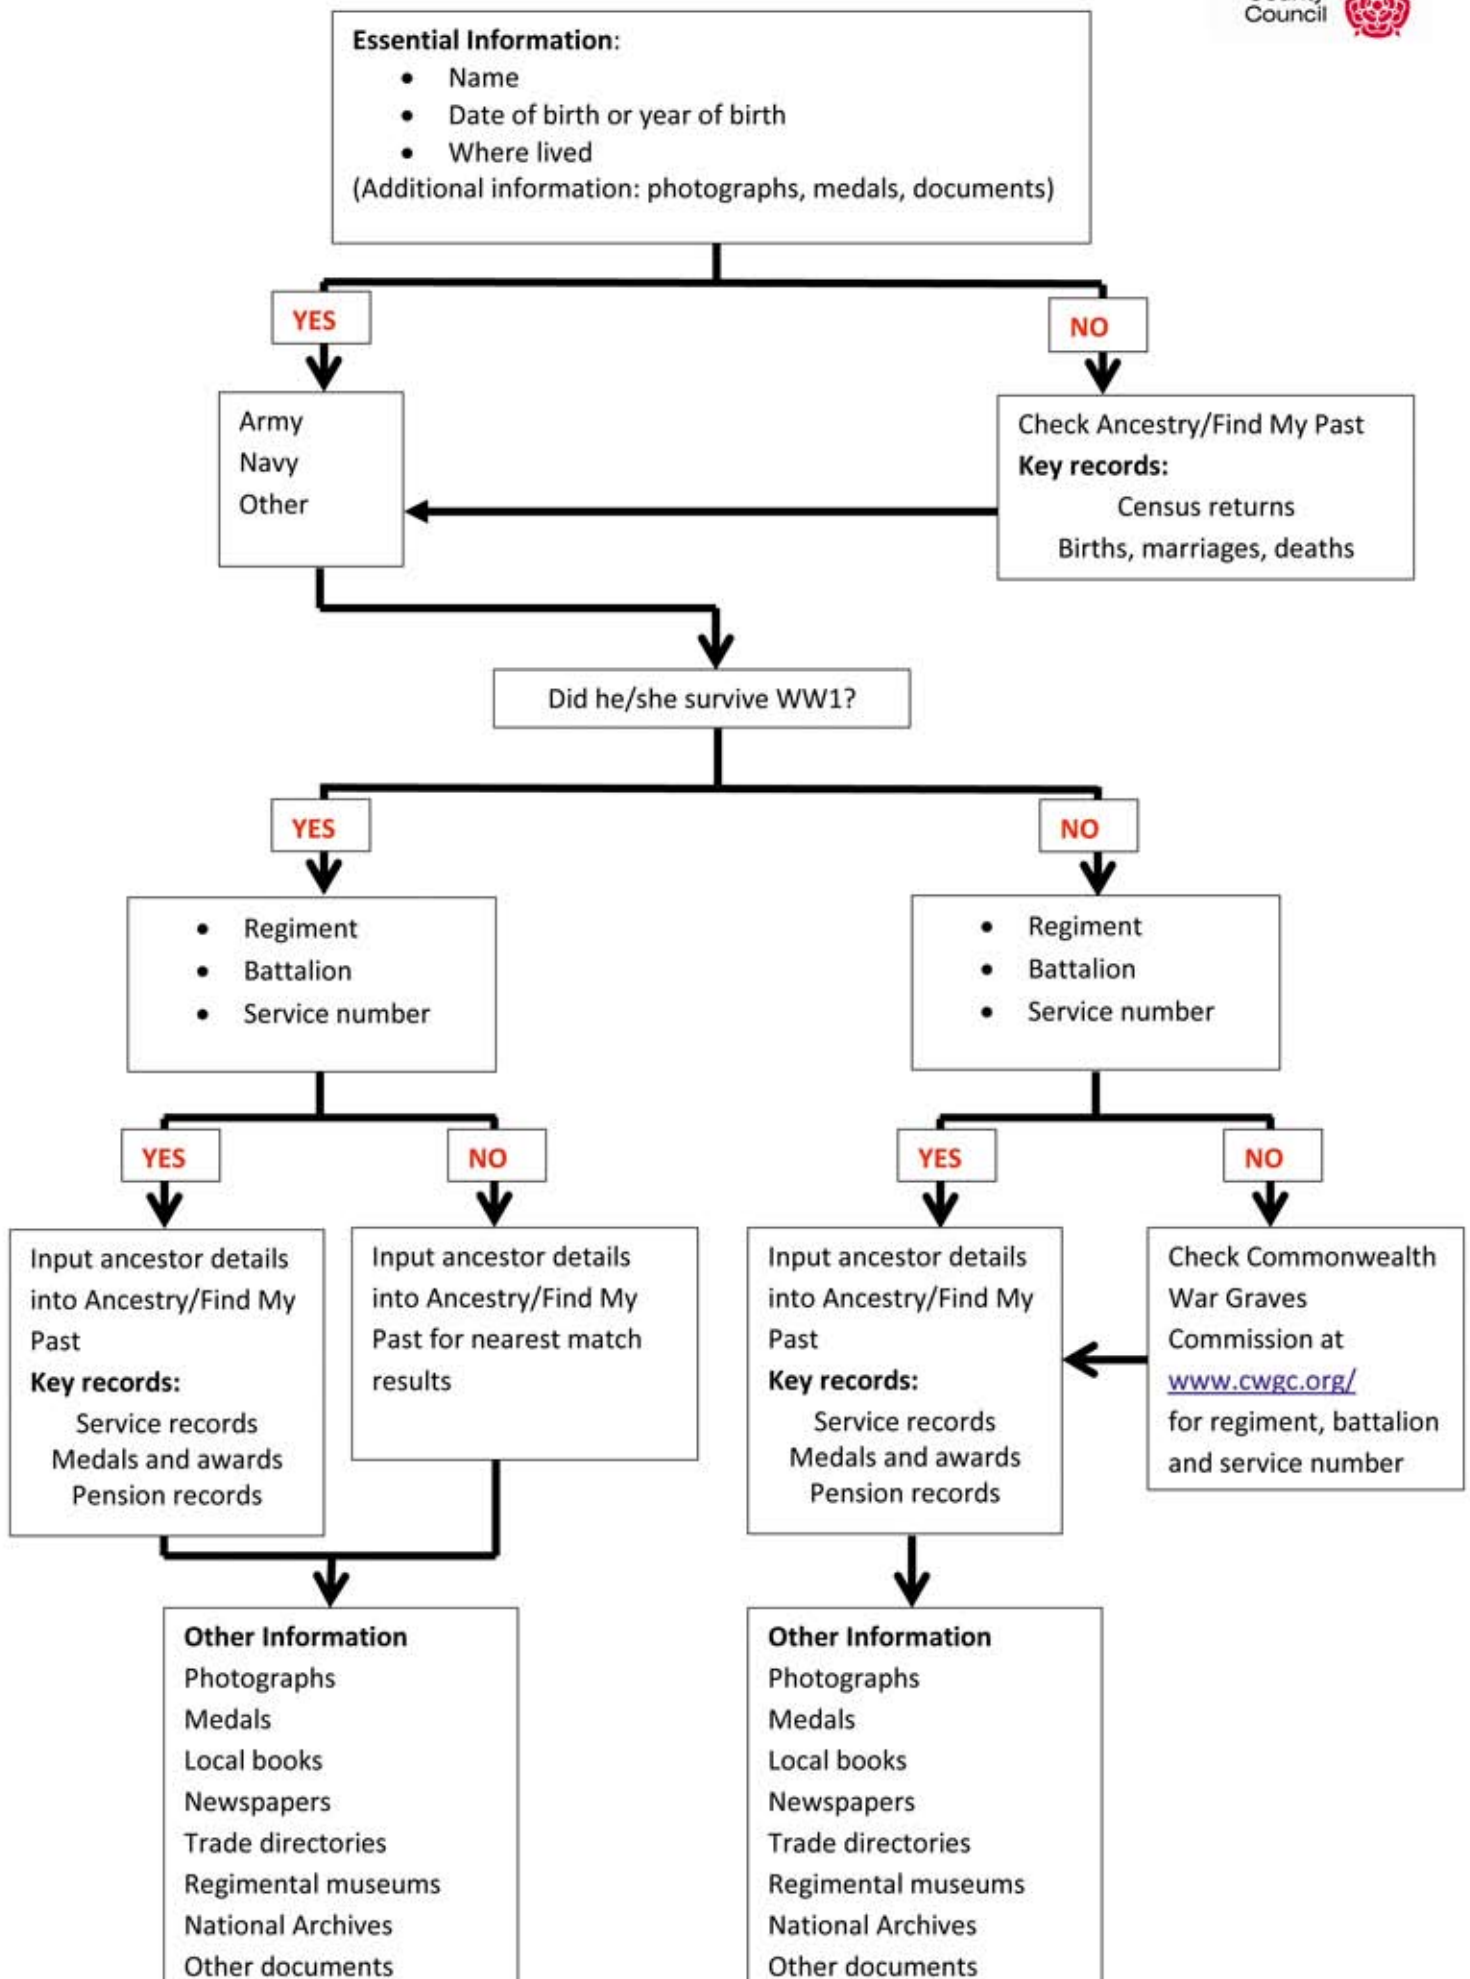 Council
Essential Information:
• Name
• Date of birth or year of birth
• Where lived
(Additional information: photographs, medals, documents)
YES
NO
Army
Navy
Other
Check Ancestry/Find My Past
Key records:
Census returns
Births, marriages, deaths
Did he/she survive WW1?
YES
NO
• Regiment
• Battalion
• Service number
• Regiment
• Battalion
• Service number
YES
NO
YES
NO
Input ancestor details
into Ancestry/Find My
Past
Key records:
Service records
Medals and awards
Pension records
Input ancestor details
into Ancestry/Find My
Past for nearest match
results
Input ancestor details
into Ancestry/Find My
Past
Key records:
Service records
Medals and awards
Pension records
Check Commonwealth
War Graves
Commission at
www.cwgc.org/
for regiment, battalion
and service number
Other Information
Photographs
Medals
Local books
Newspapers
Trade directories
Regimental museums
National Archives
Other documents
Other Information
Photographs
Medals
Local books
Newspapers
Trade directories
Regimental museums
National Archives
Other documents